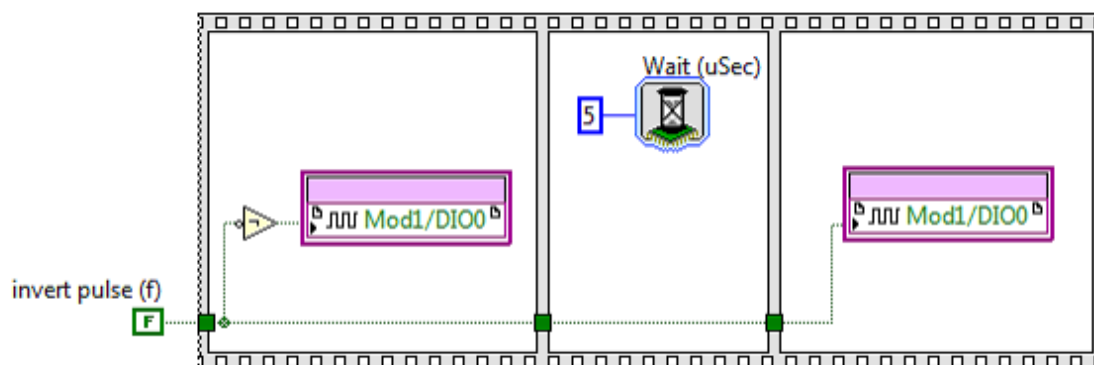 Wait (uSec)
5
Mod1/DIO0
Mod1/DIO0
invert pulse (f)
F